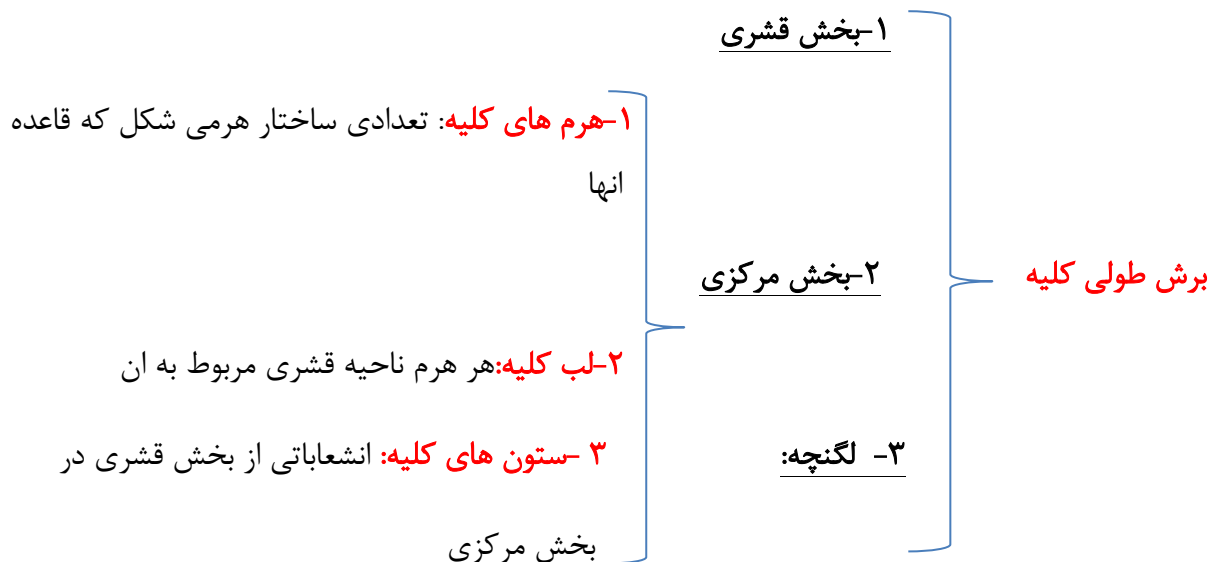 برش طولی کلیه
۱-بخش قشری
۲-بخش مرکزی
۱-هرم های کلیه: تعدادی ساختار هرمی شکل که قاعده
انها
۲-لب کلیه:هر هرم ناحیه قشری مربوط به ان
۳ -ستون های کلیه: انشعاباتی از بخش قشری در
بخش مرکزی
۳- لگنچه: